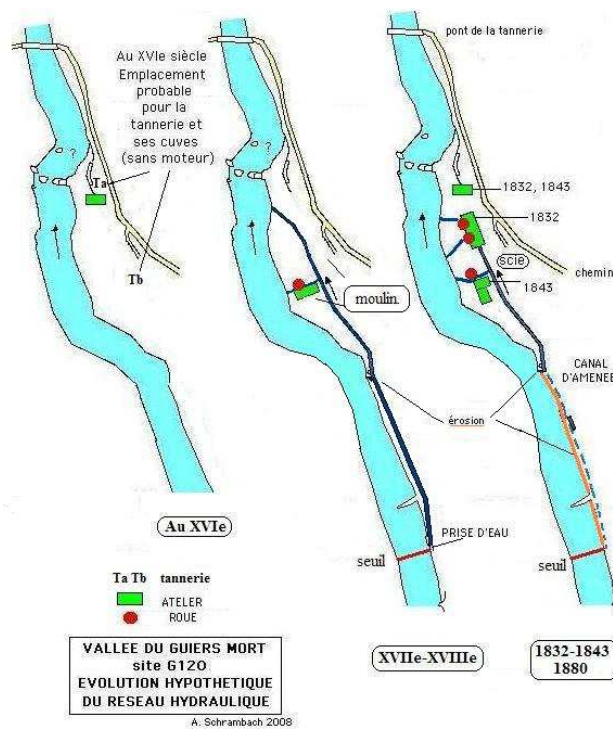 pont de la tannerie
Au XVIe siècle
Emplacement
probable
pour la
tannerie et
ses cuves
(sans moteur)
?
Ta
Tb
Au XVIe
?
moulin.
érosion
PRISE D'EAU
seuil
XVIIe-XVIIIe
?
1832, 1843
1832
scie
chemin
1843
CANAL
D'AMENEE
seuil
1832-1843
1880
Ta Tb tannerie
ATELER
ROUE
VALLEE DU GUIERS MORT
site G120
EVOLUTION HYPOTHETIQUE
DU RESEAU HYDRAULIQUE
A. Schrambach 2008